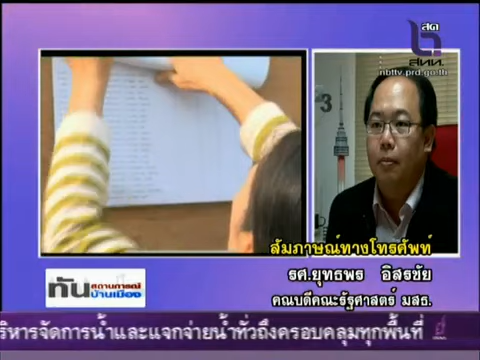 สด
สทท.
nbttv.prd.go.th
3
สัมภาษณ์ทางโทรศัพท์
รศ.ยุทธพร อิสรชัย
คณบดีคณะรัฐศาสตร์ มสธ.
ทันสถานการณ์บ้านเมือง
ริหารจัดการน้ำและแจกจ่ายน้ำทั่วถึงครอบคลุมทุกพื้นที่